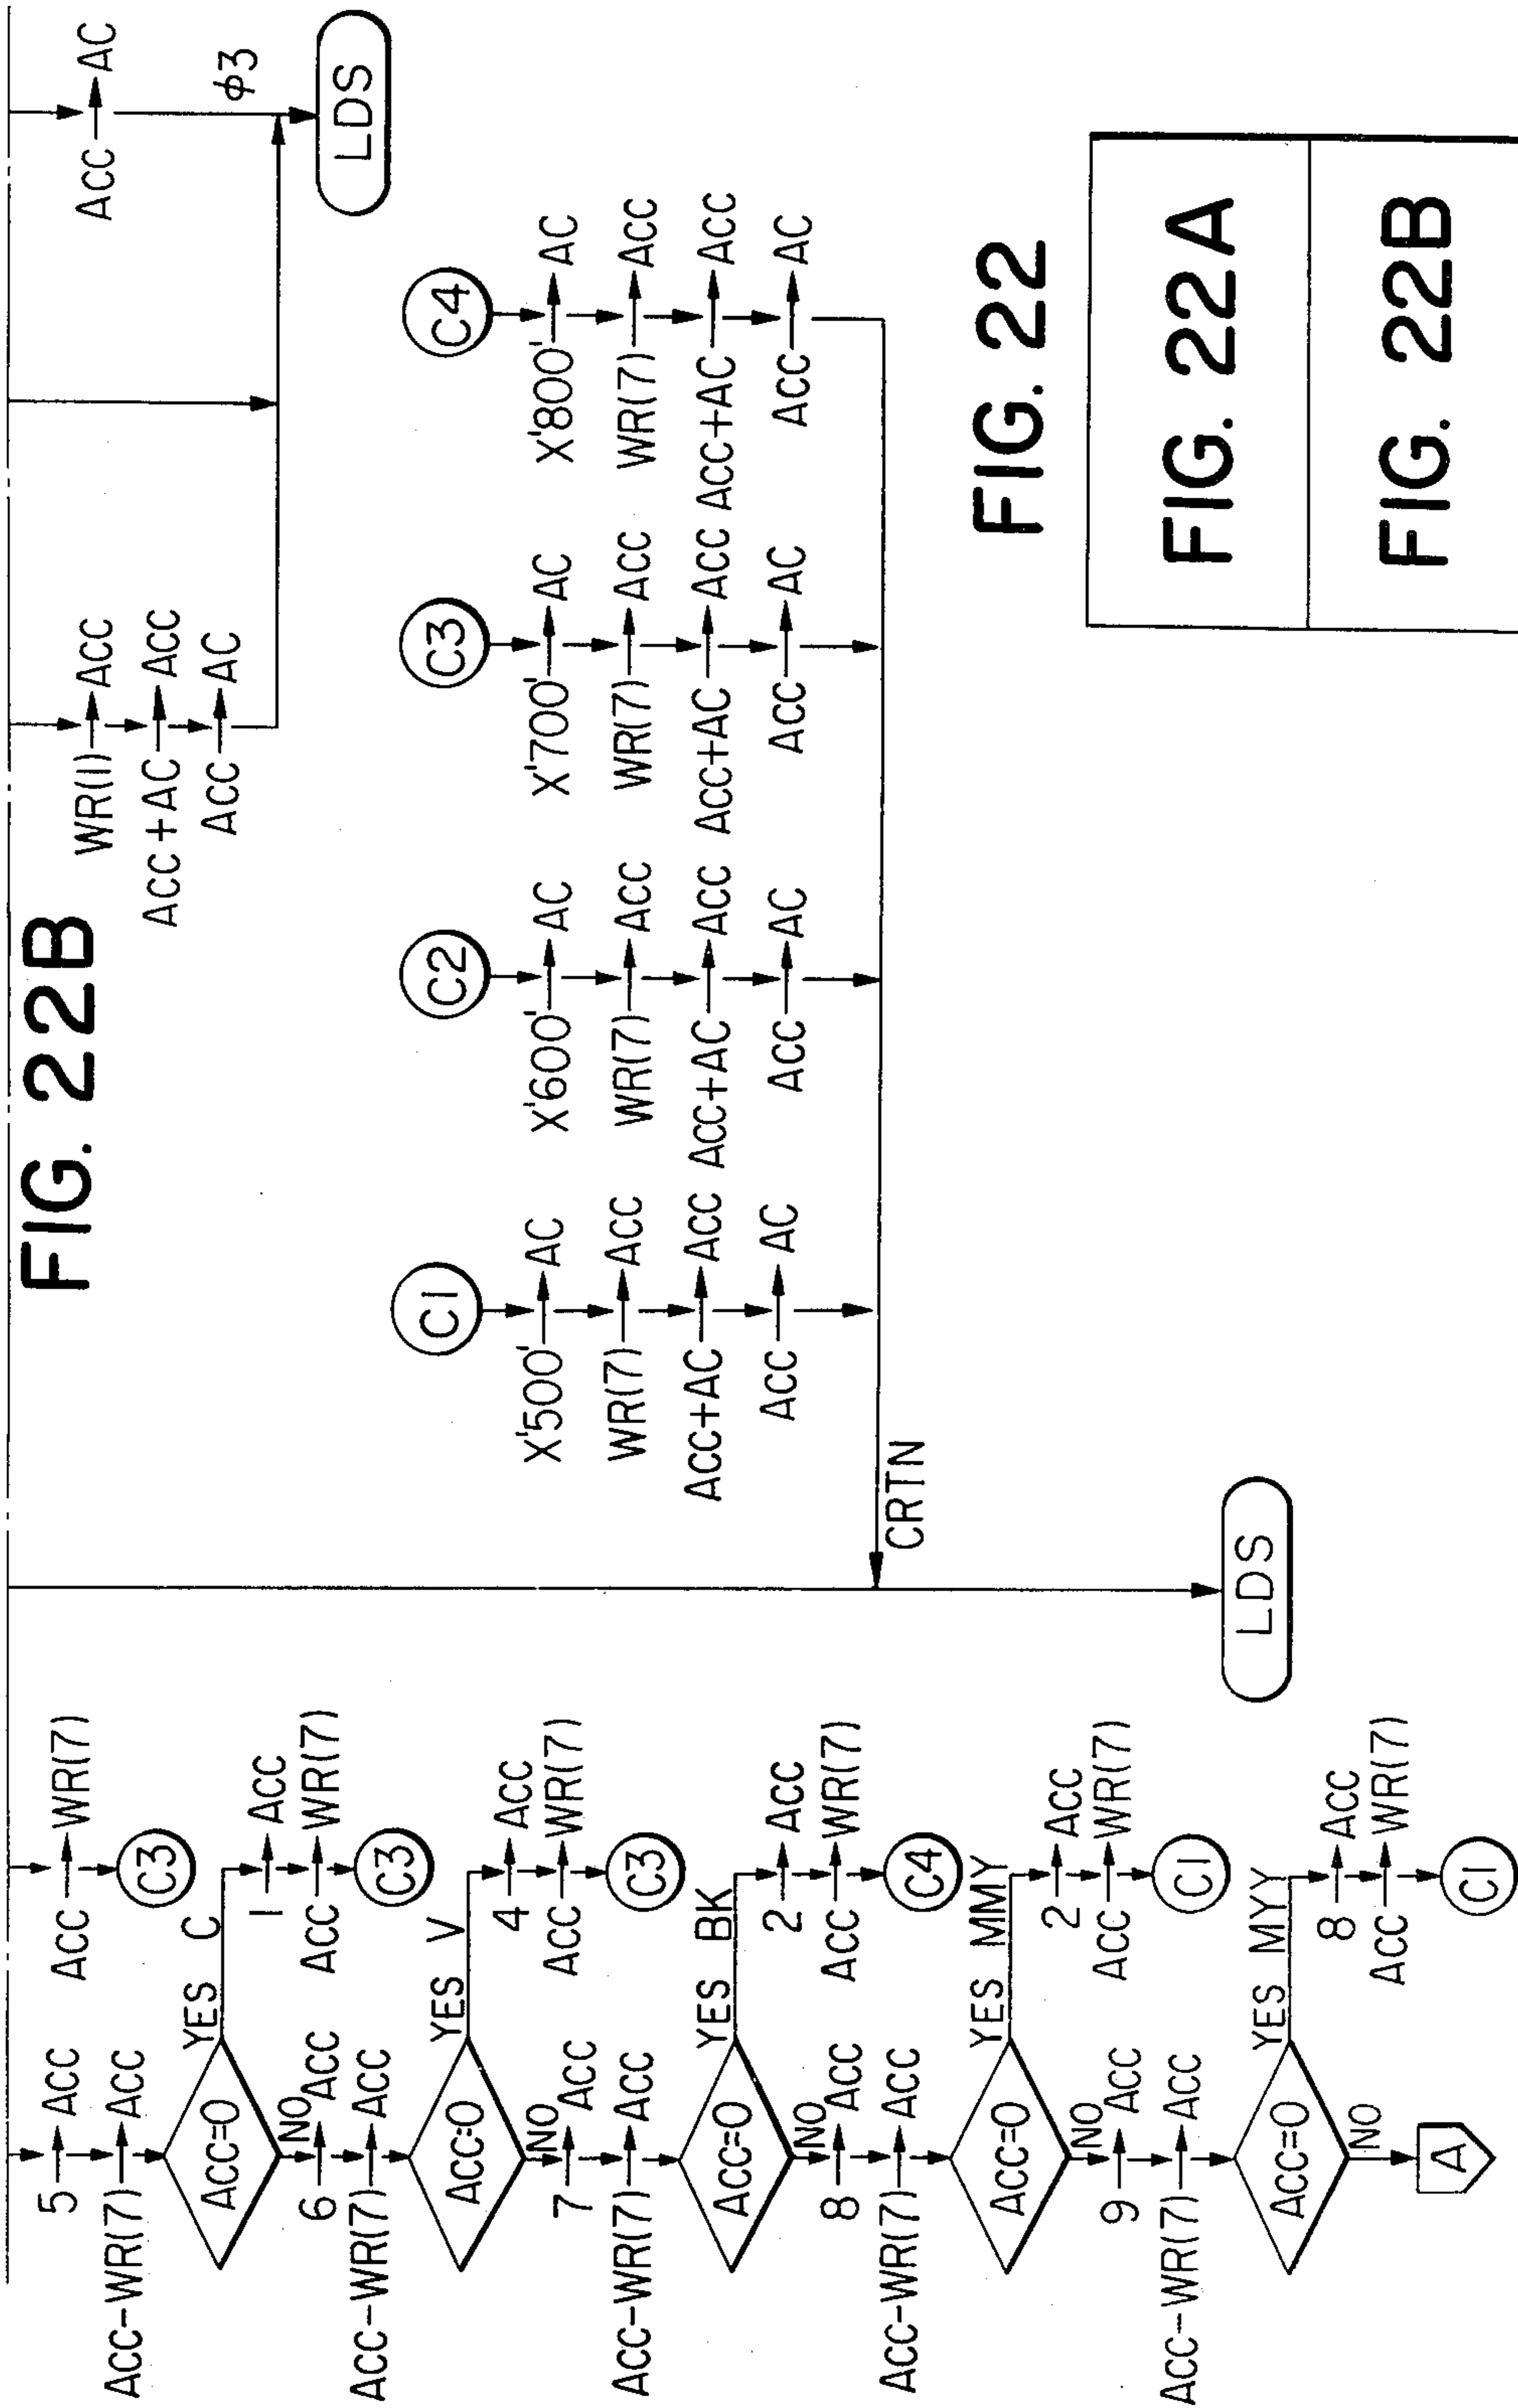 FIG. 22B
5→ACC
ACC-WR(7)→ACC
ACC=0
YES C
NO
6→ACC
ACC-WR(7)→ACC
ACC=0
YES V
NO
7→ACC
ACC-WR(7)→ACC
ACC=0
YES BK
NO
8→ACC
ACC-WR(7)→ACC
ACC=0
YES MMY
NO
9→ACC
ACC-WR(7)→ACC
ACC=0
YES MYY
NO
A
ACC→WR(7)
C3
1→ACC
ACC→WR(7)
C3
4→ACC
ACC→WR(7)
C3
2→ACC
ACC→WR(7)
C4
2→ACC
ACC→WR(7)
C1
8→ACC
ACC→WR(7)
C1
LDS
CRTN
WR(1)→ACC
ACC+AC→ACC
ACC→AC
ACC→AC
φ3
LDS
C1
X'500'→AC
WR(7)→ACC
ACC+AC→ACC
ACC→AC
C2
X'600'→AC
WR(7)→ACC
ACC+AC→ACC
ACC→AC
C3
X'700'→AC
WR(7)→ACC
ACC+AC→ACC
ACC→AC
C4
X'800'→AC
WR(7)→ACC
ACC+AC→ACC
ACC→AC
FIG. 22
FIG. 22A
FIG. 22B